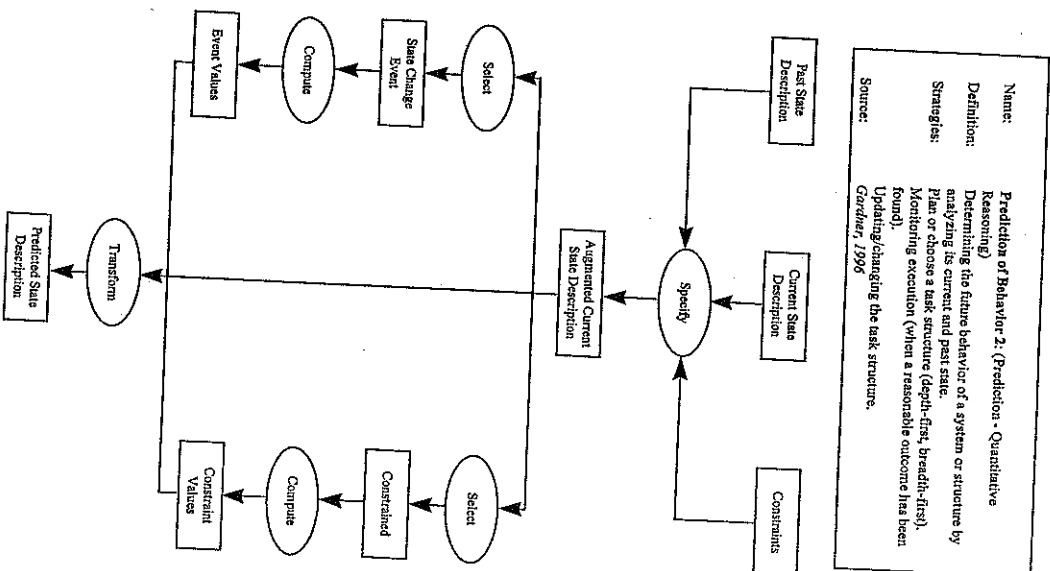 Name:
Prediction of Behavior 2: (Prediction - Quantitative
Reasoning)
Definition:
Determining the future behavior of a system or structure by
analyzing its current and past state.
Strategies:
Plan or choose a task structure (depth-first, breadth-first).
Monitoring execution (when a reasonable outcome has been
found).
Updating/changing the task structure.
Source:
Gardner, 1996
Past State
Description
Current State
Description
Constraints
Specify
Augmented Current
State Description
Select
Select
State Change
Event
Constrained
Compute
Compute
Event Values
Constraint
Values
Transform
Predicted State
Description